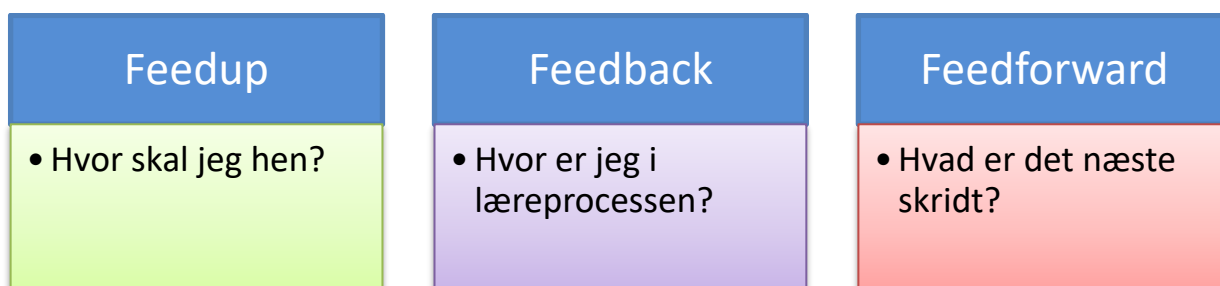 Feedup
• Hvor skal jeg hen?
Feedback
• Hvor er jeg i
læreprocessen?
Feedforward
• Hvad er det næste
skridt?